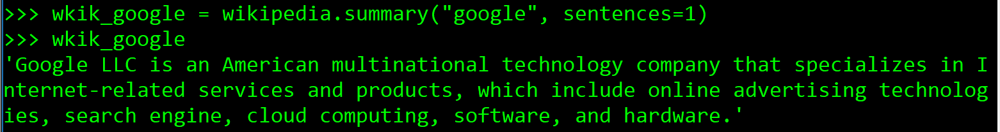 >>> wkik_google = wikipedia.summary("google", sentences=1)
>>> wkik_google
'Google LLC is an American multinational technology company that specializes in I
nternet-related services and products, which include online advertising technolog
ies, search engine, cloud computing, software, and hardware.'